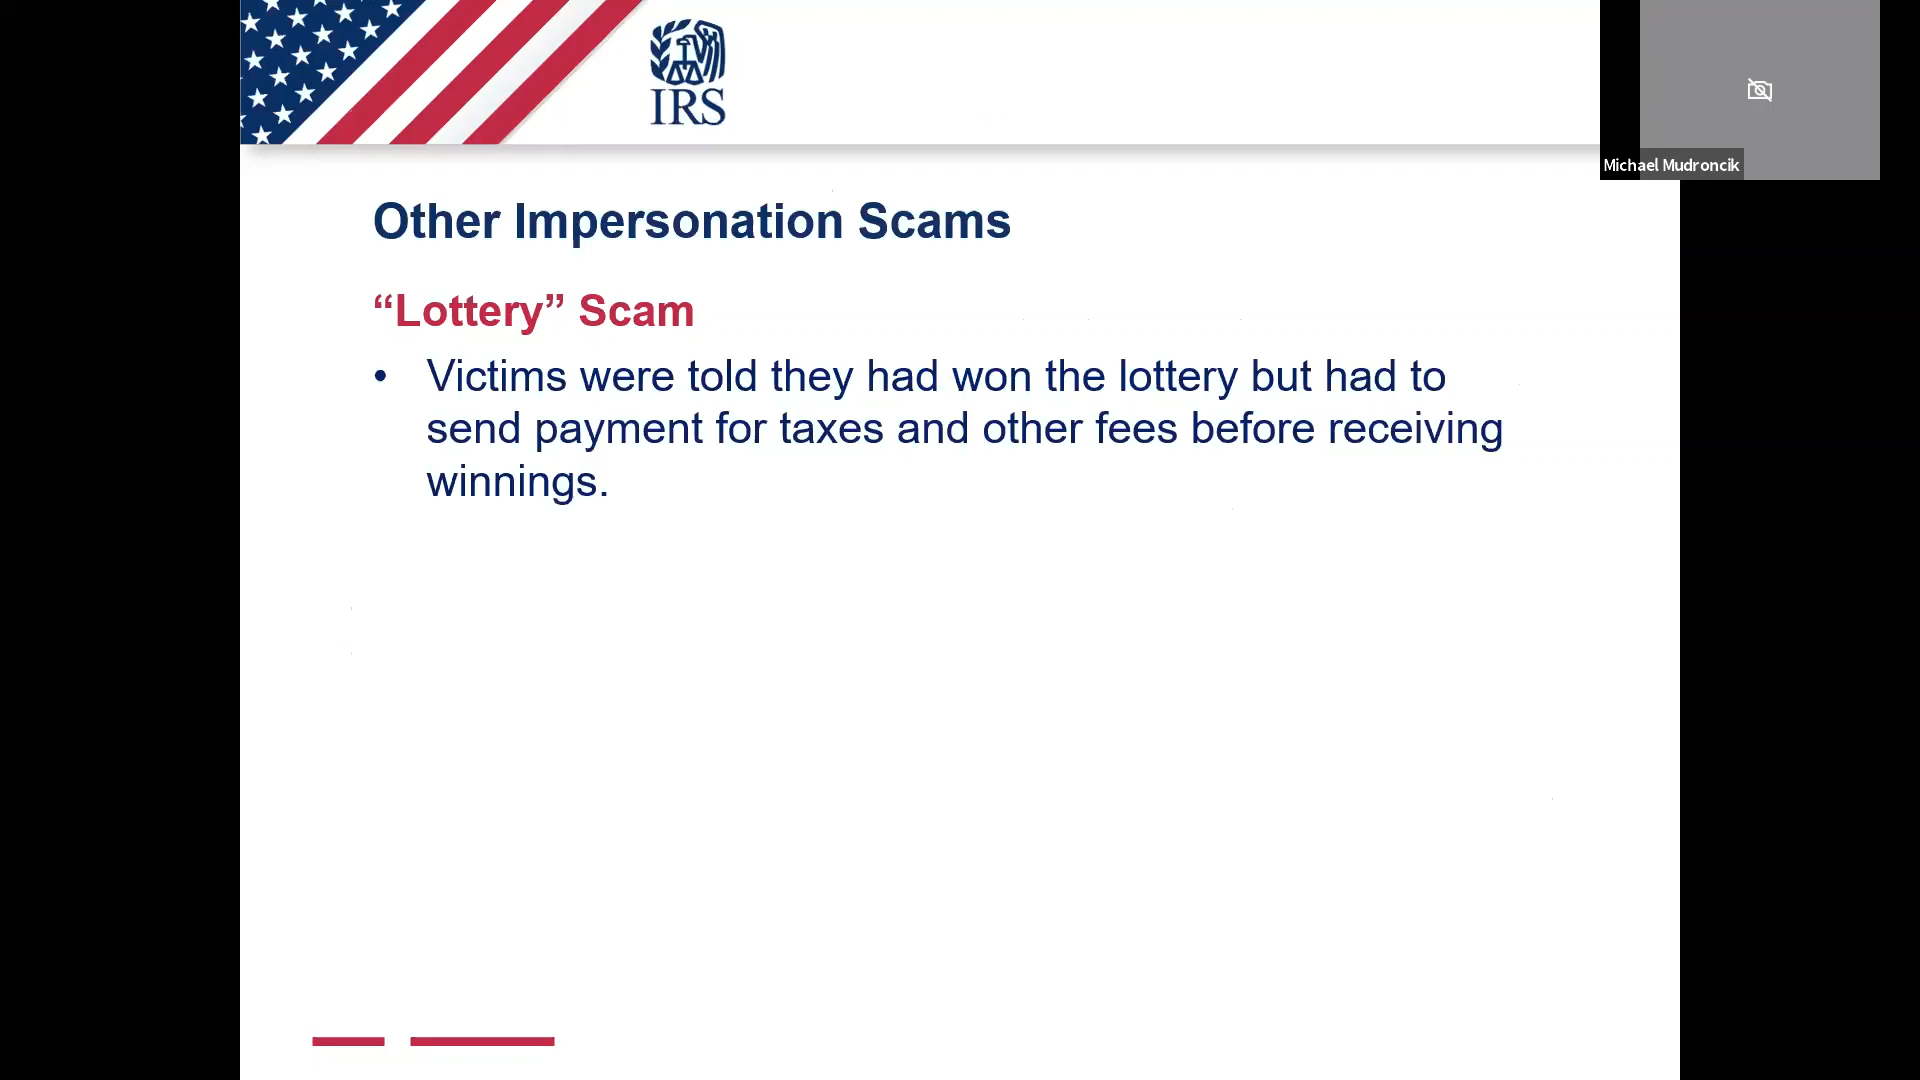 IRS
Michael Mudroncik
Other Impersonation Scams
“Lottery” Scam
• Victims were told they had won the lottery but had to
send payment for taxes and other fees before receiving
winnings.